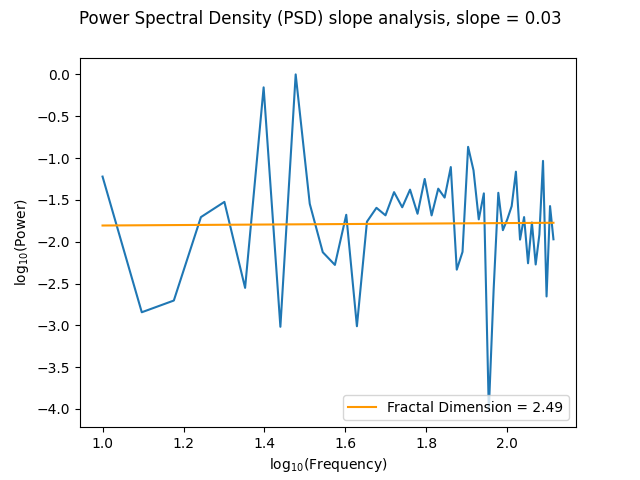 Power Spectral Density (PSD) slope analysis, slope = 0.03
0.0
−0.5
−1.0
−1.5
−2.0
−2.5
−3.0
−3.5
−4.0
log₁₀(Power)
Fractal Dimension = 2.49
1.0 1.2 1.4 1.6 1.8 2.0
log₁₀(Frequency)